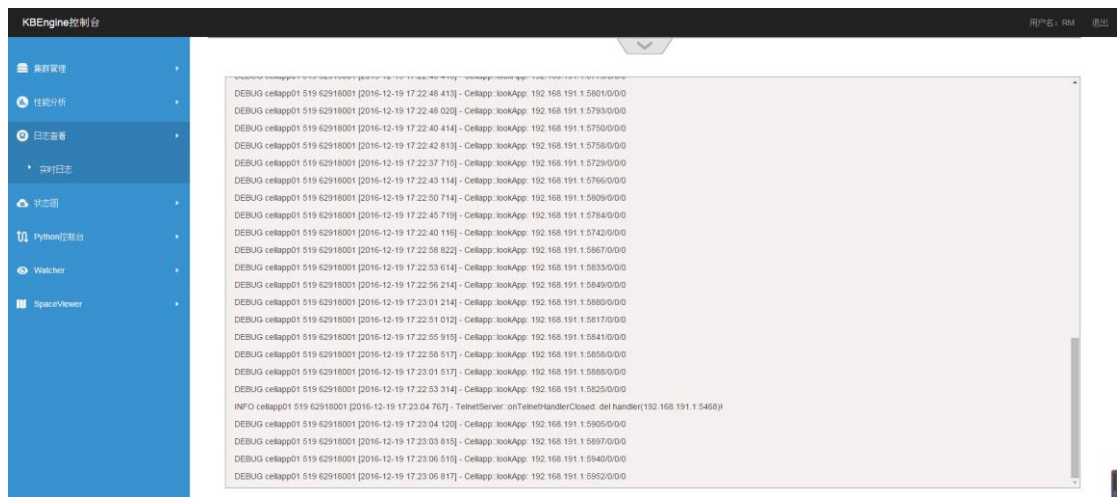 KBEngine控制台
用户名：RM 退出
集群管理
性能分析
日志查看
实时日志
状态图
Python控制台
Watcher
SpaceViewer
DEBUG cellapp01 519 62918001 [2016-12-19 17:22:48 413] - Cellapp::lookApp: 192.168.191.1:5801/0/0/0
DEBUG cellapp01 519 62918001 [2016-12-19 17:22:48 020] - Cellapp::lookApp: 192.168.191.1:5793/0/0/0
DEBUG cellapp01 519 62918001 [2016-12-19 17:22:40 414] - Cellapp::lookApp: 192.168.191.1:5750/0/0/0
DEBUG cellapp01 519 62918001 [2016-12-19 17:22:42 813] - Cellapp::lookApp: 192.168.191.1:5758/0/0/0
DEBUG cellapp01 519 62918001 [2016-12-19 17:22:37 715] - Cellapp::lookApp: 192.168.191.1:5729/0/0/0
DEBUG cellapp01 519 62918001 [2016-12-19 17:22:43 114] - Cellapp::lookApp: 192.168.191.1:5766/0/0/0
DEBUG cellapp01 519 62918001 [2016-12-19 17:22:50 714] - Cellapp::lookApp: 192.168.191.1:5809/0/0/0
DEBUG cellapp01 519 62918001 [2016-12-19 17:22:45 719] - Cellapp::lookApp: 192.168.191.1:5784/0/0/0
DEBUG cellapp01 519 62918001 [2016-12-19 17:22:40 116] - Cellapp::lookApp: 192.168.191.1:5742/0/0/0
DEBUG cellapp01 519 62918001 [2016-12-19 17:22:58 822] - Cellapp::lookApp: 192.168.191.1:5867/0/0/0
DEBUG cellapp01 519 62918001 [2016-12-19 17:22:53 614] - Cellapp::lookApp: 192.168.191.1:5833/0/0/0
DEBUG cellapp01 519 62918001 [2016-12-19 17:22:56 214] - Cellapp::lookApp: 192.168.191.1:5849/0/0/0
DEBUG cellapp01 519 62918001 [2016-12-19 17:23:01 214] - Cellapp::lookApp: 192.168.191.1:5880/0/0/0
DEBUG cellapp01 519 62918001 [2016-12-19 17:22:51 012] - Cellapp::lookApp: 192.168.191.1:5817/0/0/0
DEBUG cellapp01 519 62918001 [2016-12-19 17:22:55 915] - Cellapp::lookApp: 192.168.191.1:5841/0/0/0
DEBUG cellapp01 519 62918001 [2016-12-19 17:22:58 517] - Cellapp::lookApp: 192.168.191.1:5858/0/0/0
DEBUG cellapp01 519 62918001 [2016-12-19 17:23:01 517] - Cellapp::lookApp: 192.168.191.1:5888/0/0/0
DEBUG cellapp01 519 62918001 [2016-12-19 17:22:53 314] - Cellapp::lookApp: 192.168.191.1:5825/0/0/0
INFO cellapp01 519 62918001 [2016-12-19 17:23:04 767] - TelnetServer::onTelnetHandlerClosed: del handler(192.168.191.1:5468)!
DEBUG cellapp01 519 62918001 [2016-12-19 17:23:04 120] - Cellapp::lookApp: 192.168.191.1:5905/0/0/0
DEBUG cellapp01 519 62918001 [2016-12-19 17:23:03 815] - Cellapp::lookApp: 192.168.191.1:5897/0/0/0
DEBUG cellapp01 519 62918001 [2016-12-19 17:23:06 515] - Cellapp::lookApp: 192.168.191.1:5940/0/0/0
DEBUG cellapp01 519 62918001 [2016-12-19 17:23:06 817] - Cellapp::lookApp: 192.168.191.1:5952/0/0/0